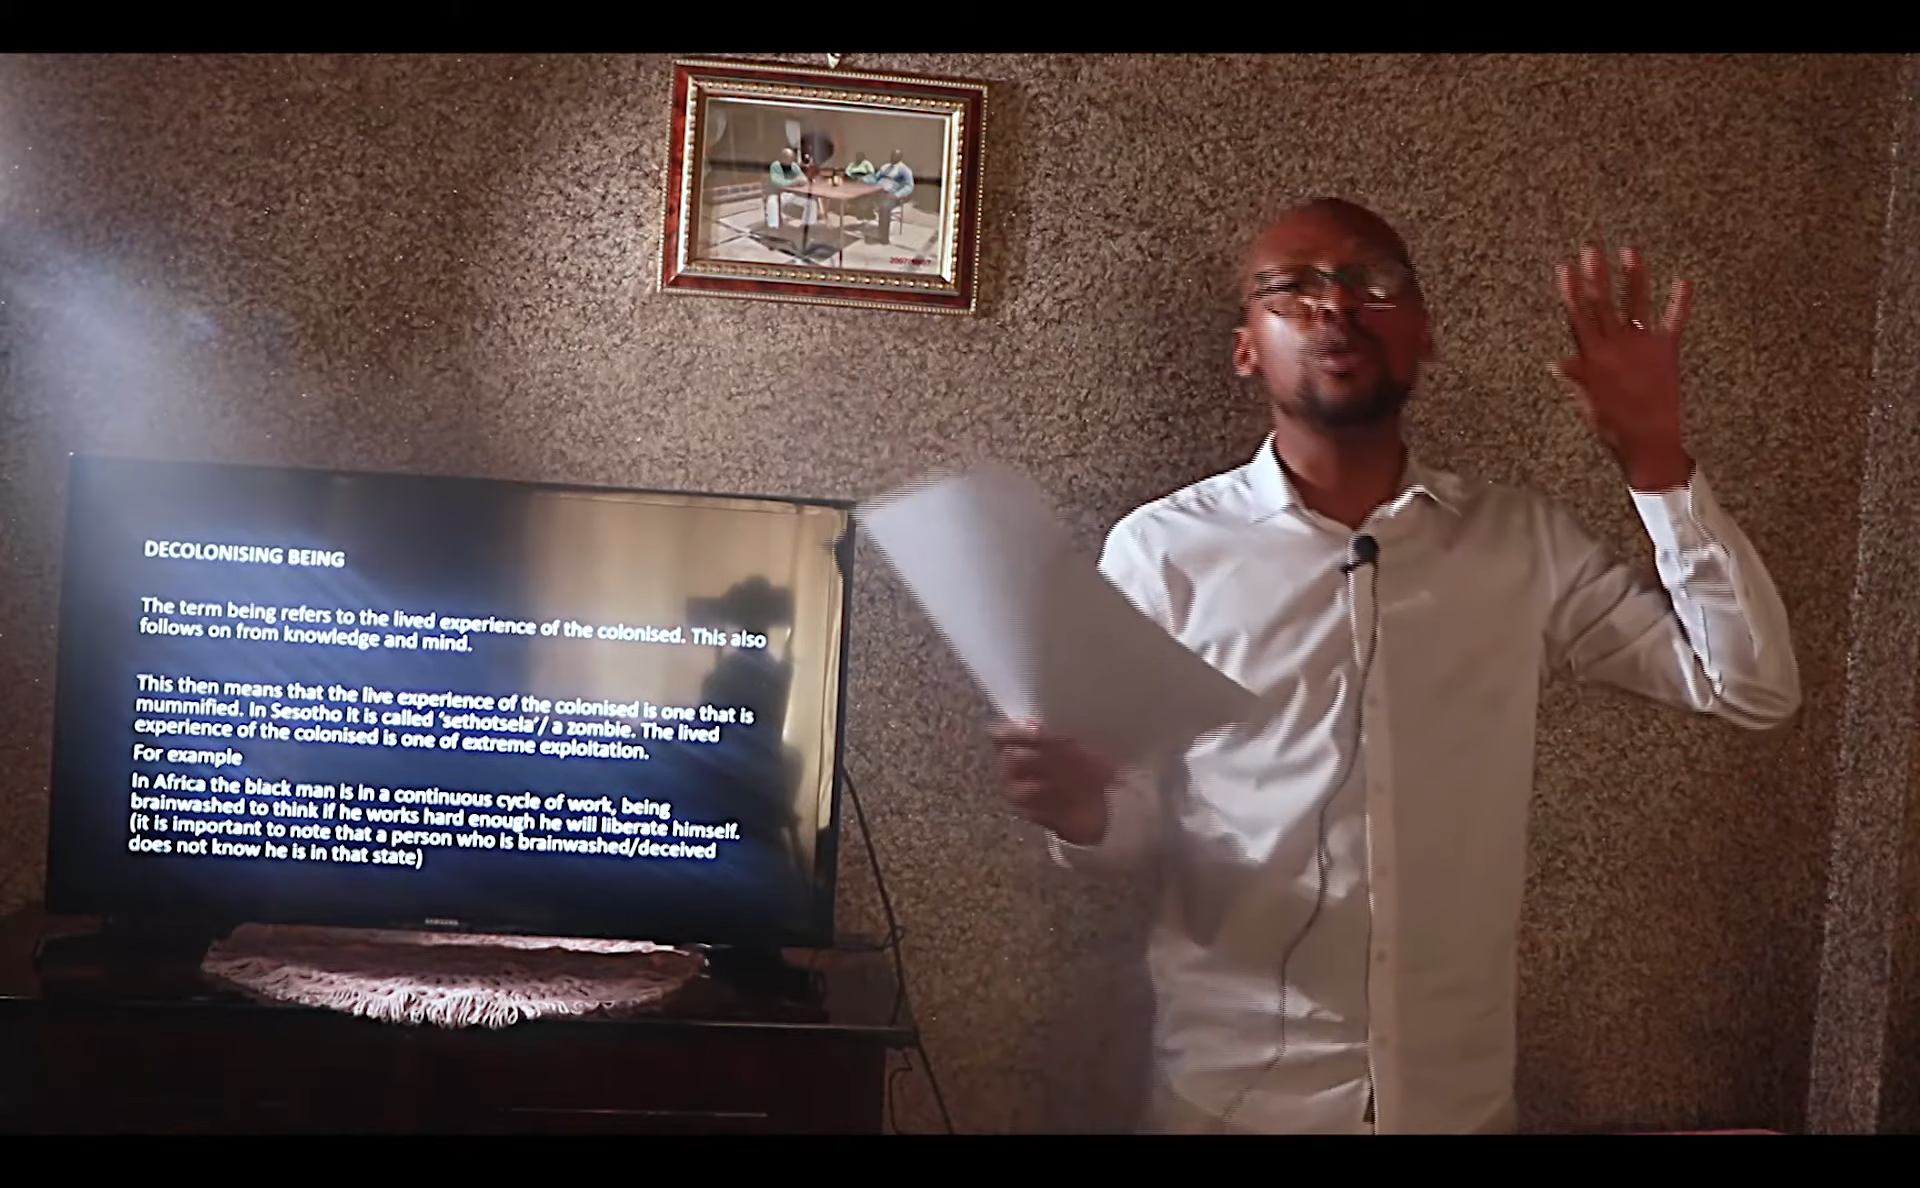 DECOLONISING BEING
The term being refers to the lived experience of the colonised. This also
follows on from knowledge and mind.
This then means that the live experience of the colonised is one that is
mummified. In Sesotho it is called 'sethotsela'/ a zombie. The lived
experience of the colonised is one of extreme exploitation.
For example
In Africa the black man is in a continuous cycle of work, being
brainwashed to think if he works hard enough he will liberate himself.
(it is important to note that a person who is brainwashed/deceived
does not know he is in that state)
SAMSUNG